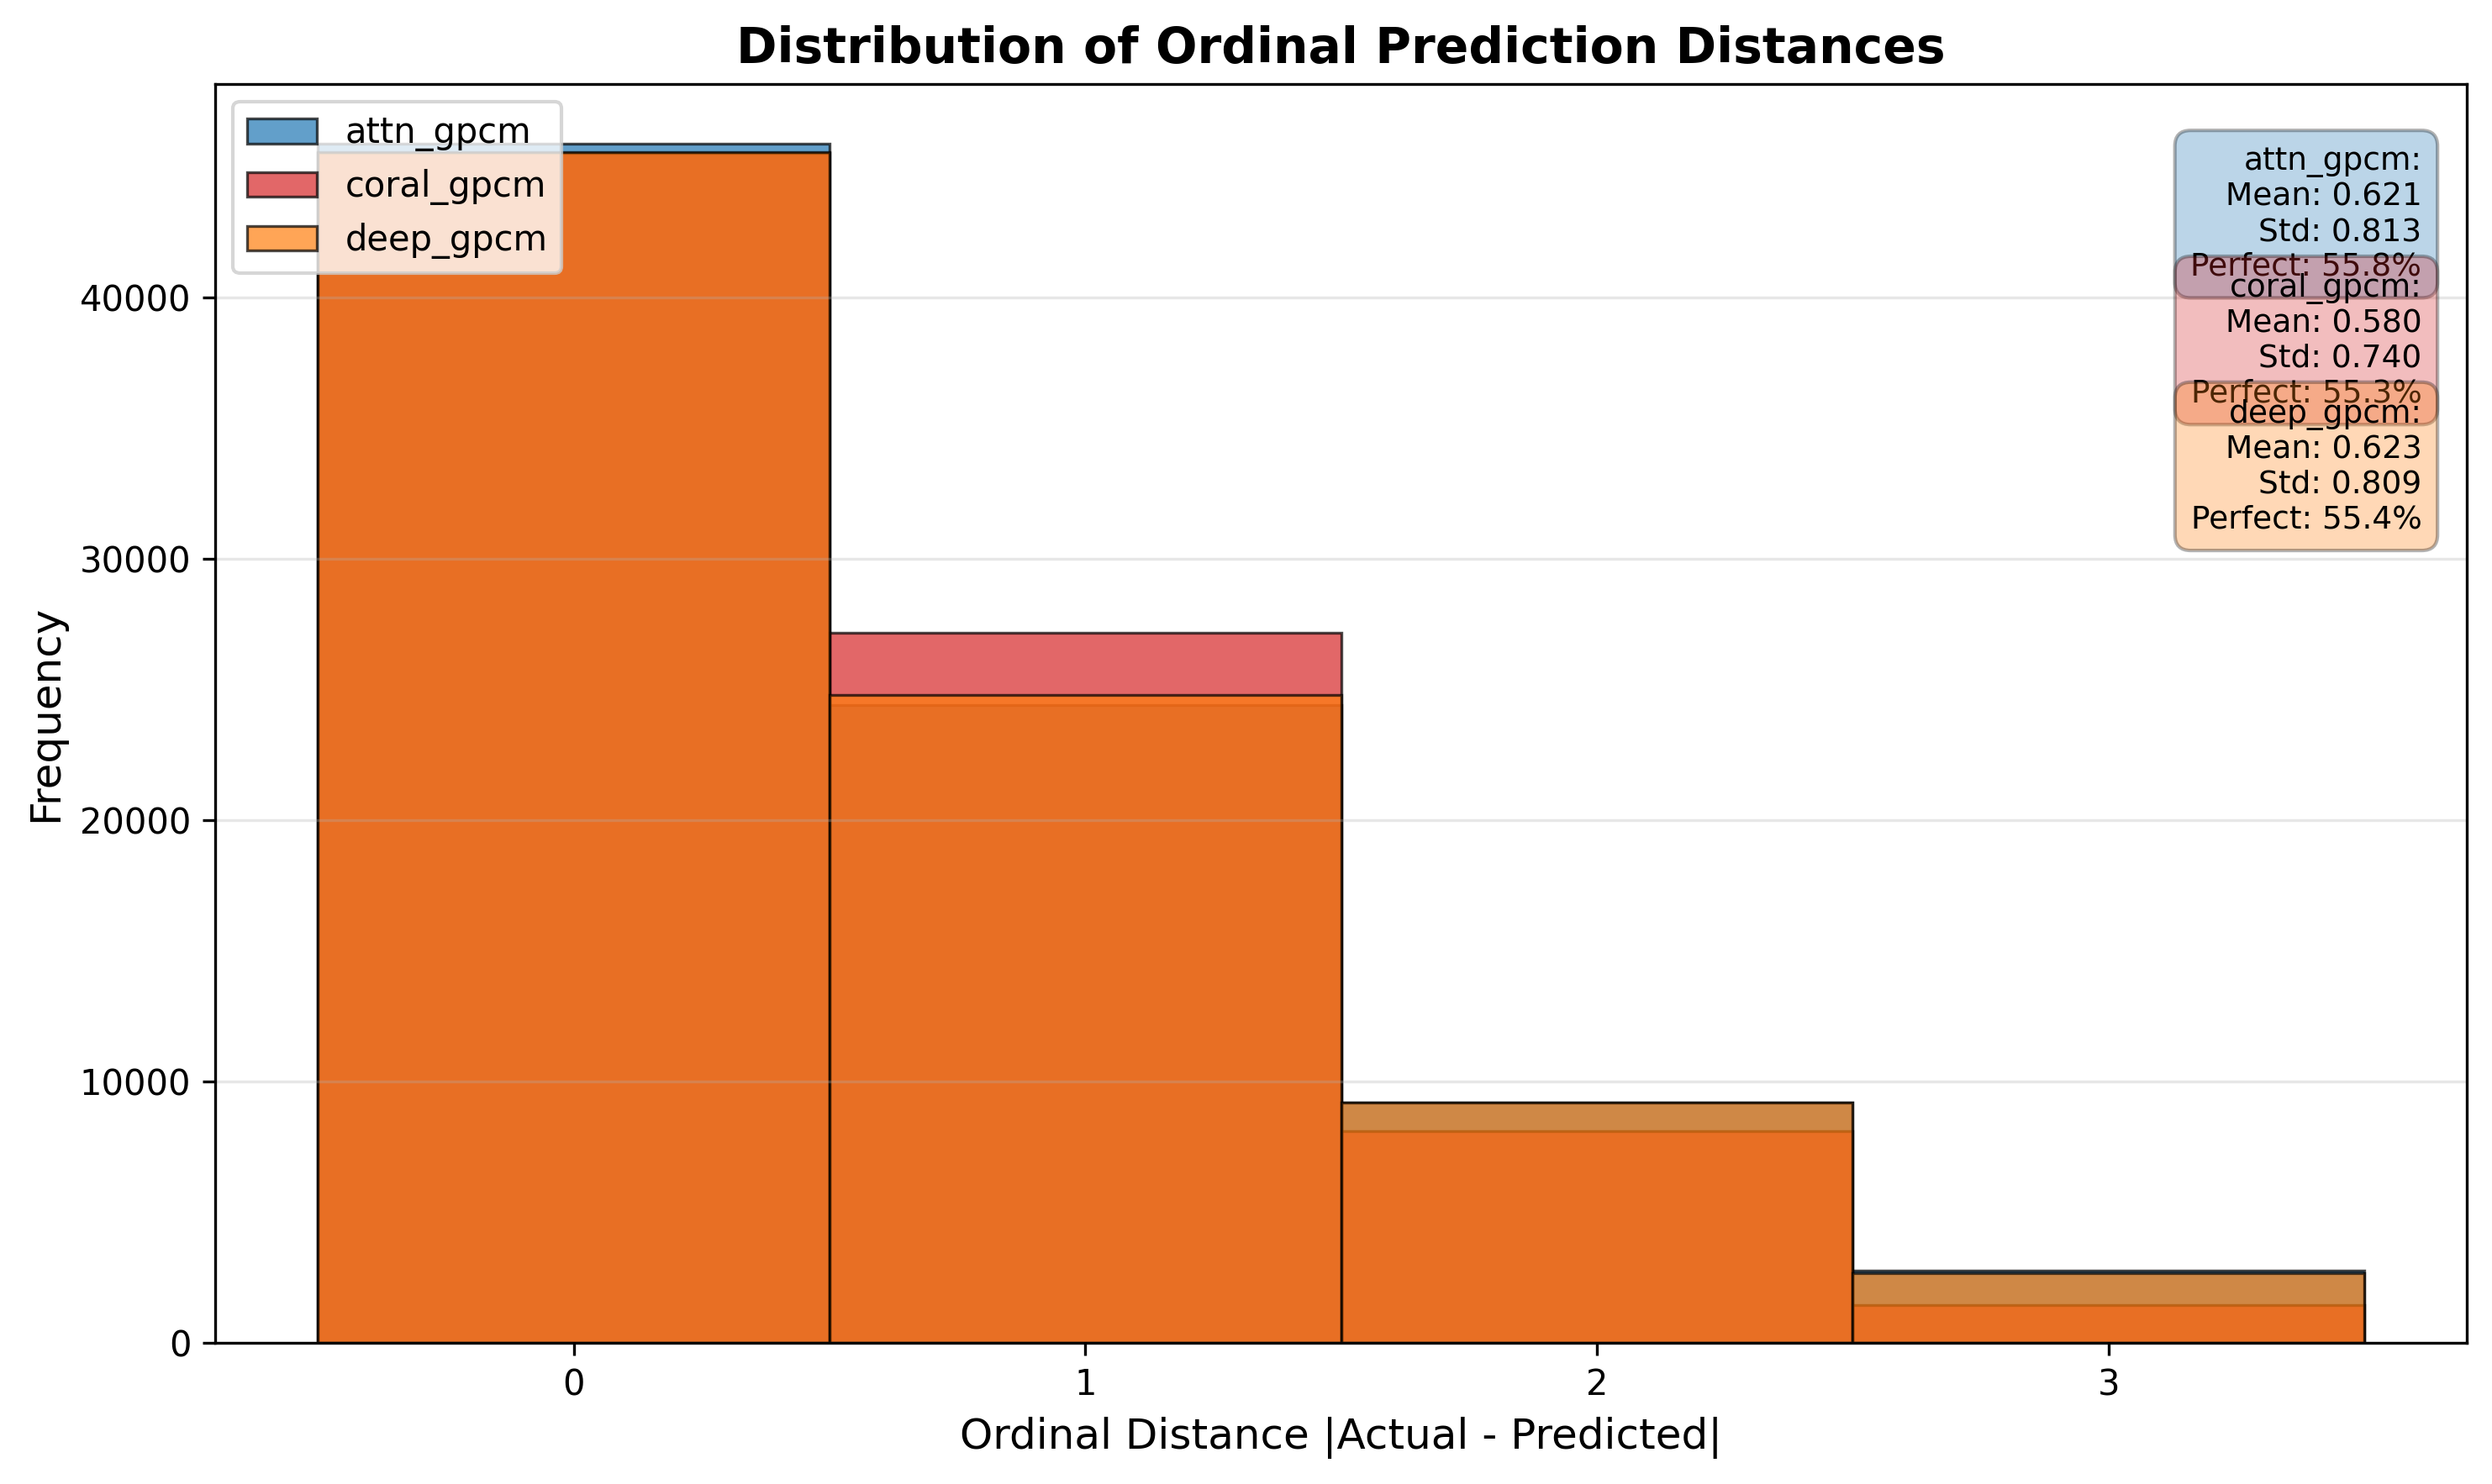 Distribution of Ordinal Prediction Distances
attn_gpcm
coral_gpcm
deep_gpcm
attn_gpcm:
Mean: 0.621
Std: 0.813
Perfect: 55.8%
coral_gpcm:
Mean: 0.580
Std: 0.740
Perfect: 55.3%
deep_gpcm:
Mean: 0.623
Std: 0.809
Perfect: 55.4%
Frequency
40000
30000
20000
10000
0
0 1 2 3
Ordinal Distance |Actual - Predicted|